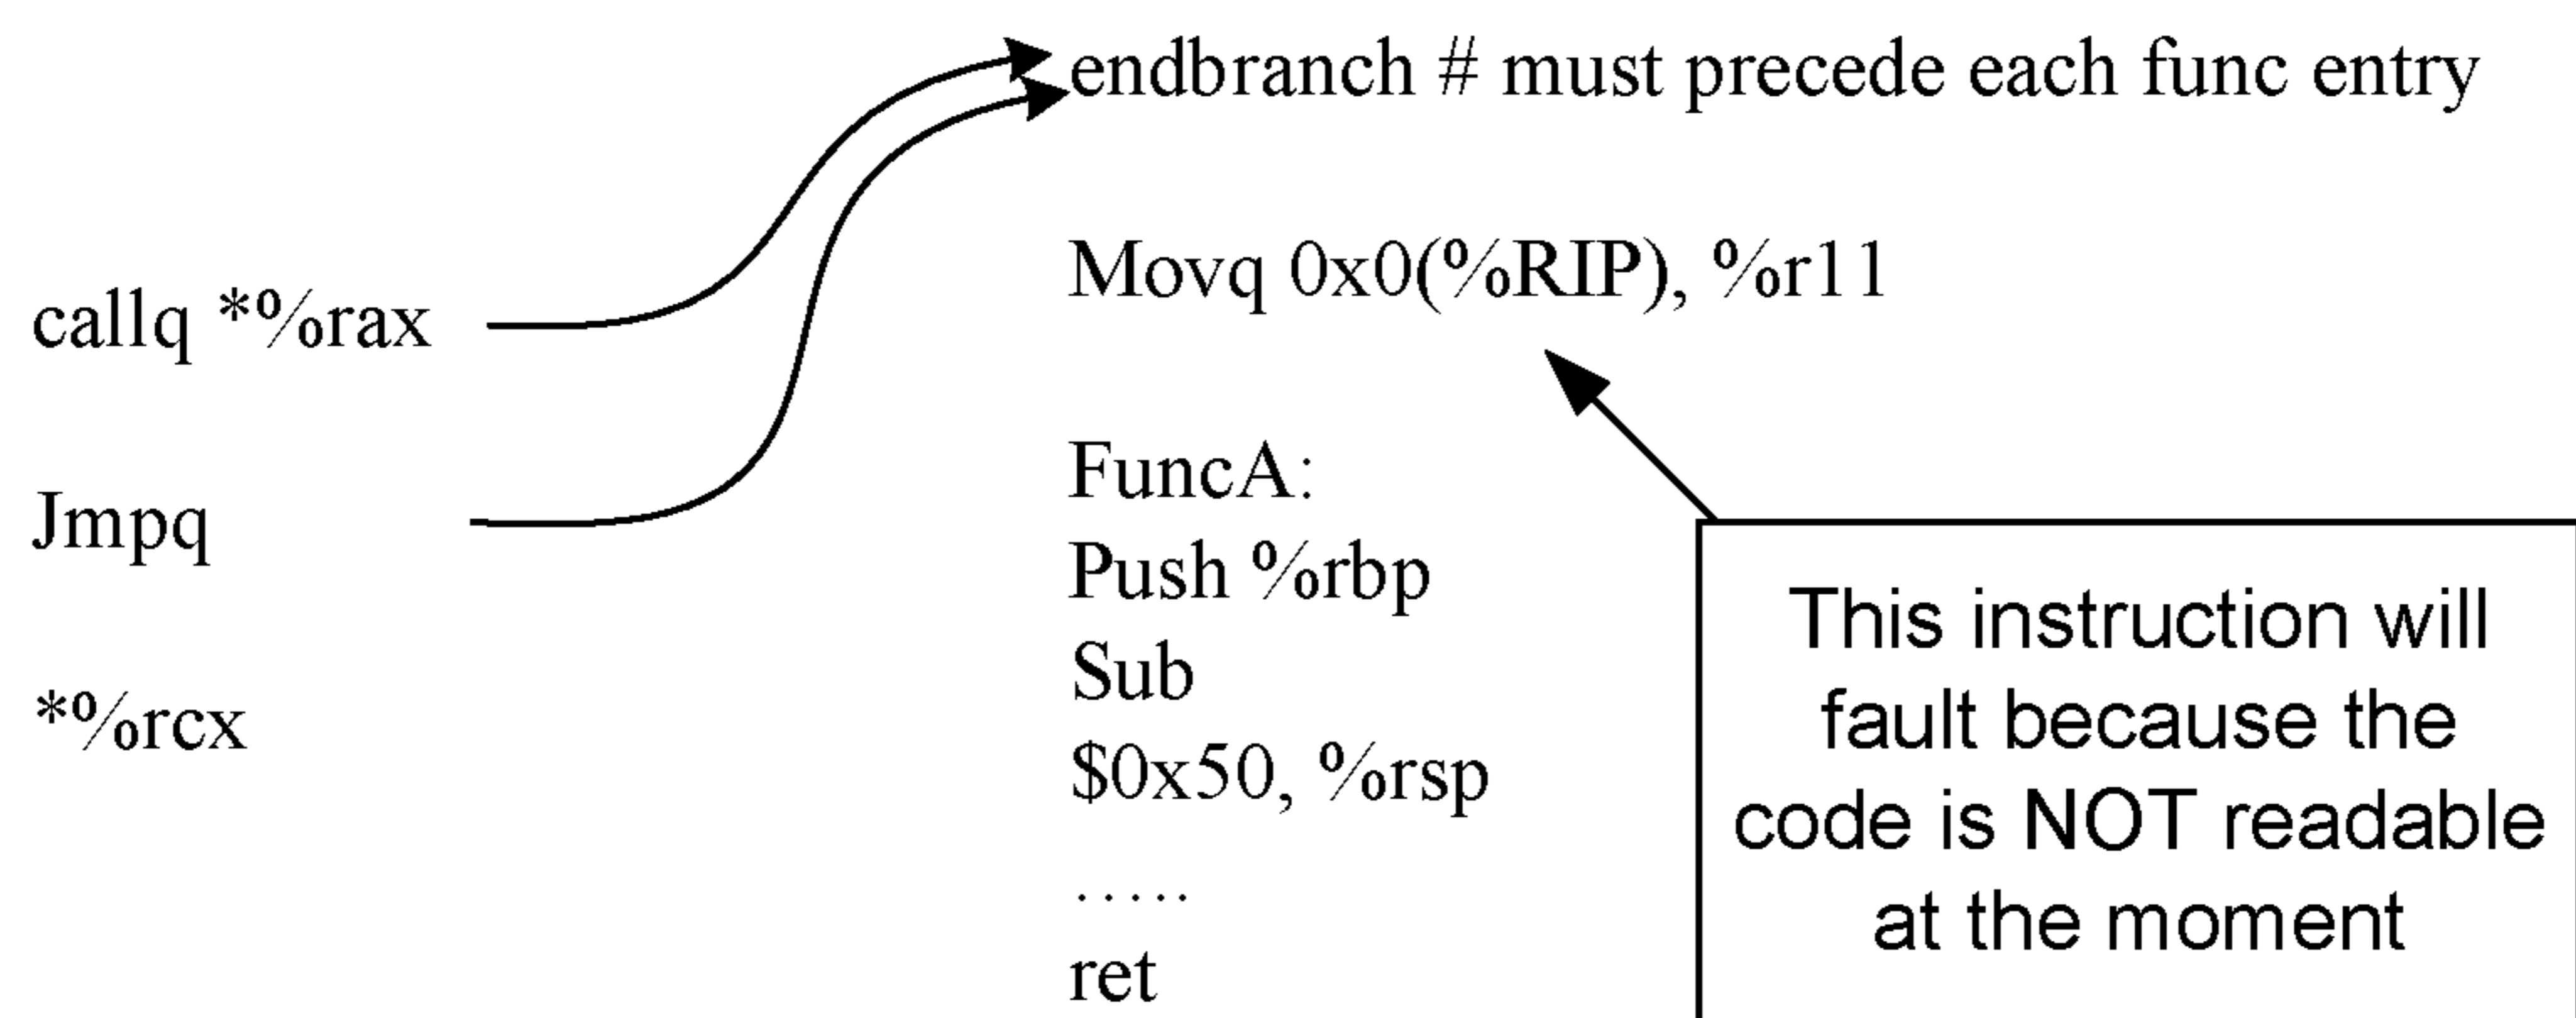 endbranch # must precede each func entry
callq *%rax
Jmpq
*%rcx
Movq 0x0(%RIP), %r11
FuncA:
Push %rbp
Sub
$0x50, %rsp
.....
ret
This instruction will
fault because the
code is NOT readable
at the moment